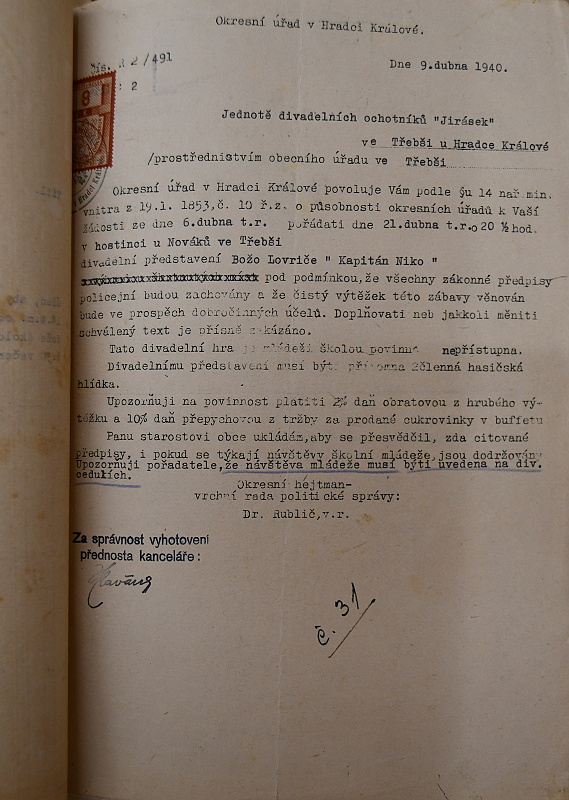 Okresní úřad v Hradci Králové.
čís. 2/491
Dne 9.dubna 1940.
: 2
8
Jednotě divadelních ochotníků "Jirásek"
ve Třebši u Hradce Králové
/prostřednictvím obecního úřadu ve Třebši
Okresní úřad v Hradci Králové povoluje Vám podle §u 14 nař.min.
vnitra z 19.1. 1853,č. 10 ř.z. o působnosti okresních úřadů k Vaší
žádosti ze dne 6.dubna t.r. pořádati dne 21.dubna t.r.o 20 ½ hod.
v hostinci u Nováků ve Třebši
divadelní představení Božo Lovriče " Kapitán Niko "
pod podmínkou,že všechny zákonné předpisy
policejní budou zachovány a že čistý výtěžek této zábavy věnován
bude ve prospěch dobročinných účelů. Doplňovati neb jakkoli měniti
schválený text je přísně zakázáno.
Tato divadelní hra je mládeži školou povinné nepřístupna.
Divadelnímu představení musí býti přítomna 2členná hasičská
hlídka.
Upozorňuji na povinnost platiti 2% daň obratovou z hrubého vý-
těžku a 10% daň přepychovou z tržby za prodané cukrovinky v buffetu
Panu starostovi obce ukládám,aby se přesvědčil, zda citované
předpisy, i pokud se týkají návštěvy školní mládeže,jsou dodržovány
Upozorňuji pořadatele,že návštěva mládeže musí býti uvedena na div.
cedulích.
Okresní hejtman-
vrchní rada politické správy:
Dr. Rublič,v.r.
Za správnost vyhotovení
přednosta kanceláře:
č. 31